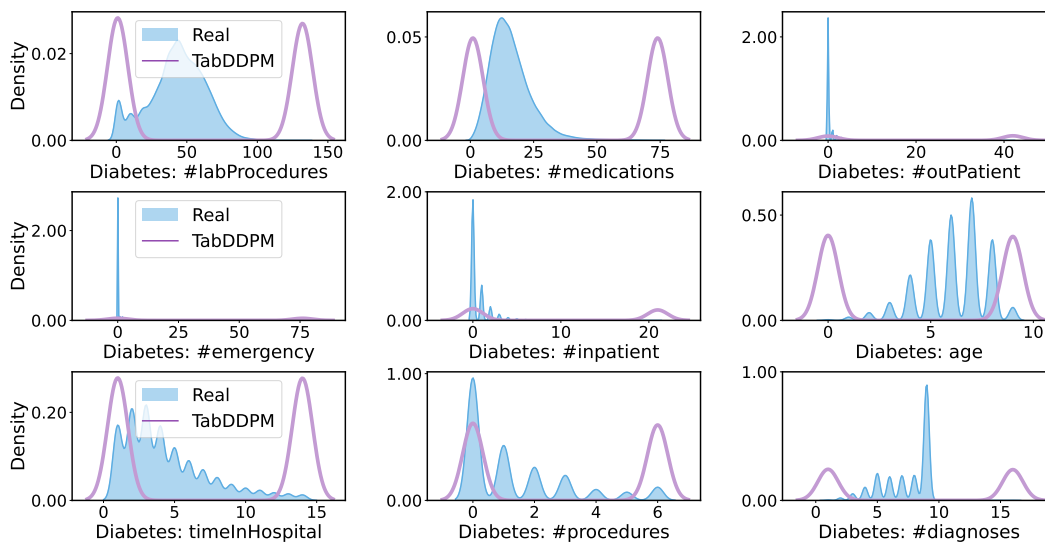 Density
0.02
0.00
Real
TabDDPM
0 50 100 150
Diabetes: #labProcedures
0.05
0.00
0 25 50 75
Diabetes: #medications
2.00
0.00
0 20 40
Diabetes: #outPatient
Density
2.00
0.00
Real
TabDDPM
0 25 50 75
Diabetes: #emergency
2.00
1.00
0.00
0 10 20
Diabetes: #inpatient
0.50
0.00
0 5 10
Diabetes: age
Density
0.20
0.00
Real
TabDDPM
0 5 10 15
Diabetes: timeInHospital
1.00
0.00
0 2 4 6
Diabetes: #procedures
1.00
0.00
0 5 10 15
Diabetes: #diagnoses